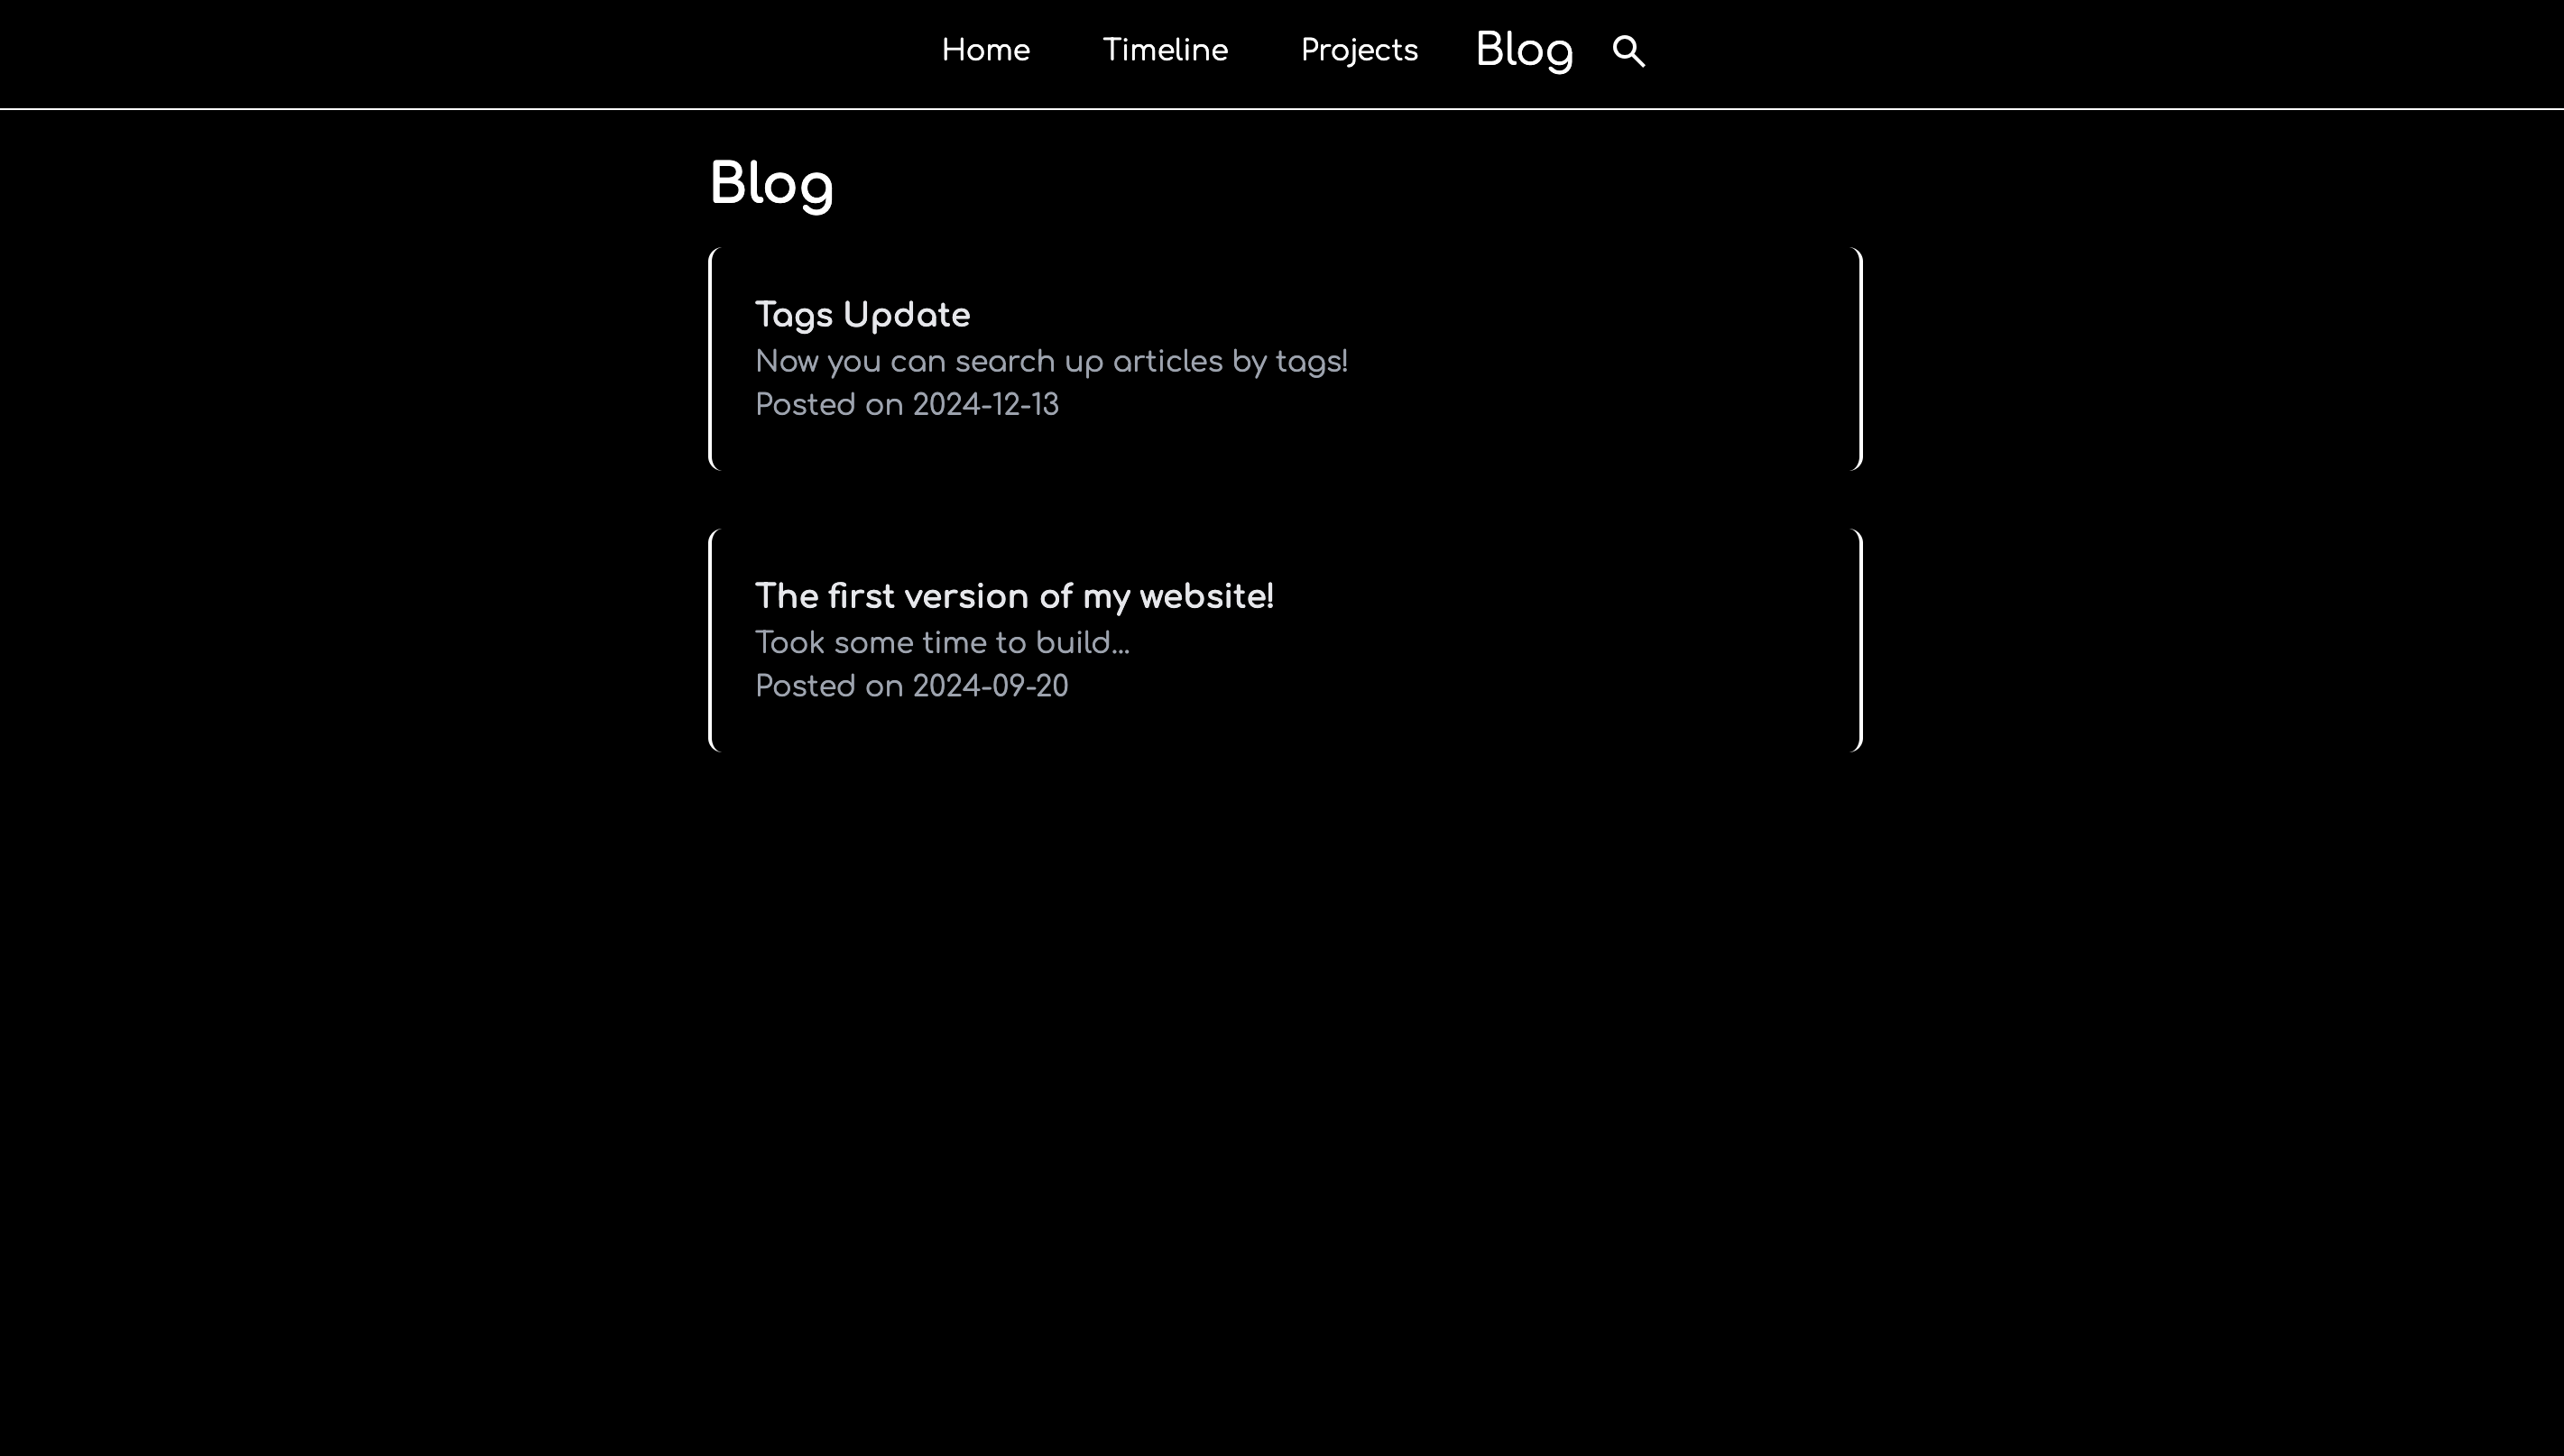 Home Timeline Projects Blog
Blog
Tags Update
Now you can search up articles by tags!
Posted on 2024-12-13
The first version of my website!
Took some time to build...
Posted on 2024-09-20